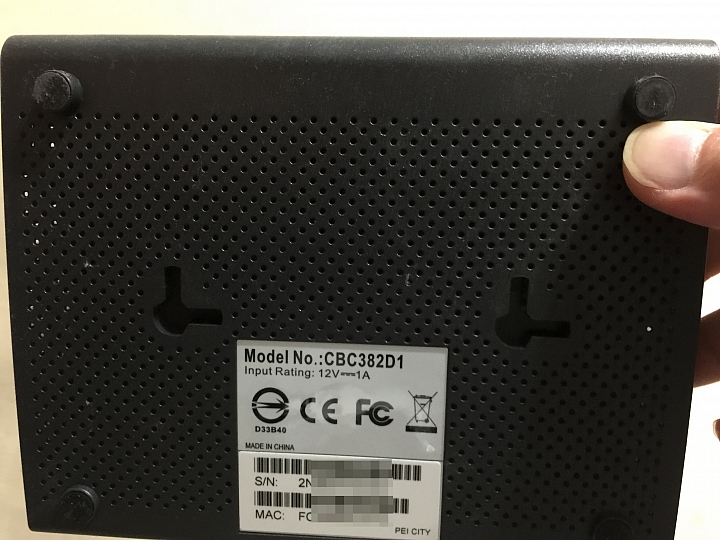 Model No.:CBC382D1
Input Rating: 12V⎓1A
CE FC
D33B40
MADE IN CHINA
S/N: 2N
MAC: FC
PEI CITY